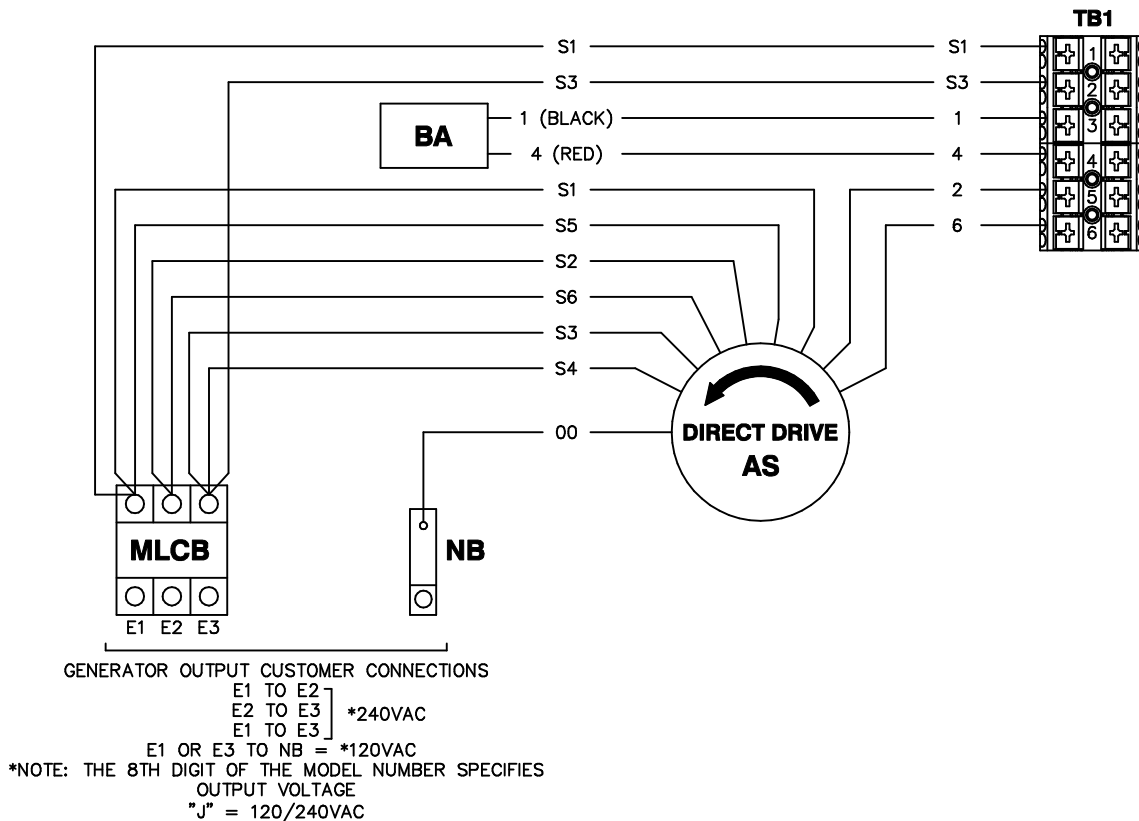 TB1
S1 S1 1
S3 S3 2
1 (BLACK) 1 3
BA
4 (RED) 4 4
S1 2 5
S5 6 6
S2
S6
S3
S4
00 DIRECT DRIVE
AS
MLCB NB
E1 E2 E3
GENERATOR OUTPUT CUSTOMER CONNECTIONS
E1 TO E2
E2 TO E3 *240VAC
E1 TO E3
E1 OR E3 TO NB = *120VAC
*NOTE: THE 8TH DIGIT OF THE MODEL NUMBER SPECIFIES
OUTPUT VOLTAGE
"J" = 120/240VAC